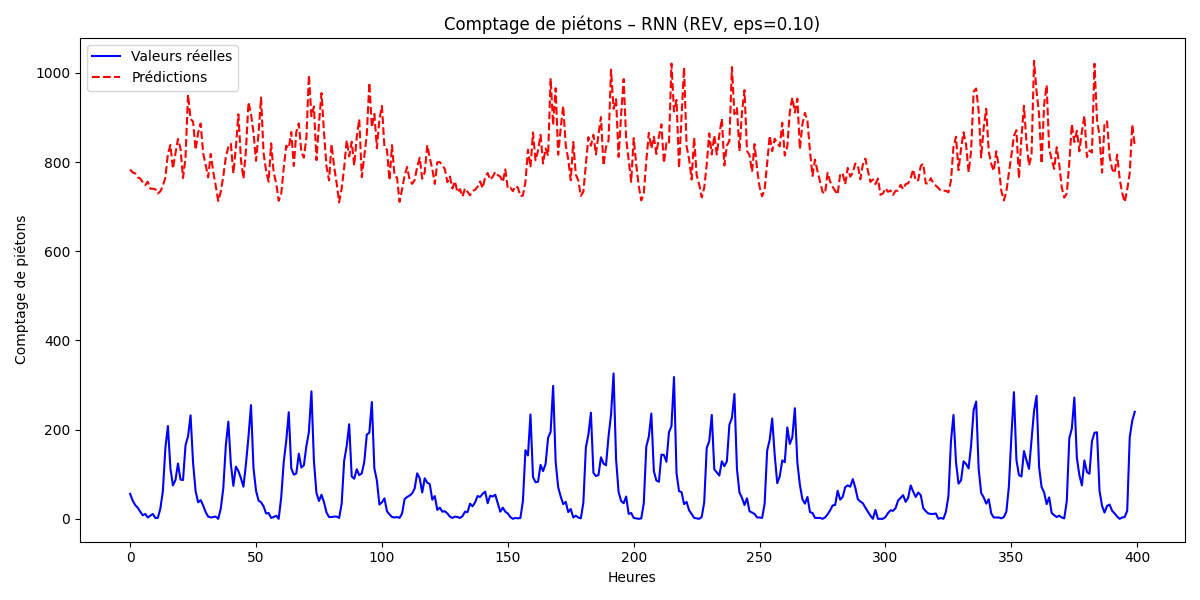 Comptage de piétons – RNN (REV, eps=0.10)
Valeurs réelles
Prédictions
Comptage de piétons
1000
800
600
400
200
0
0 50 100 150 200 250 300 350 400
Heures